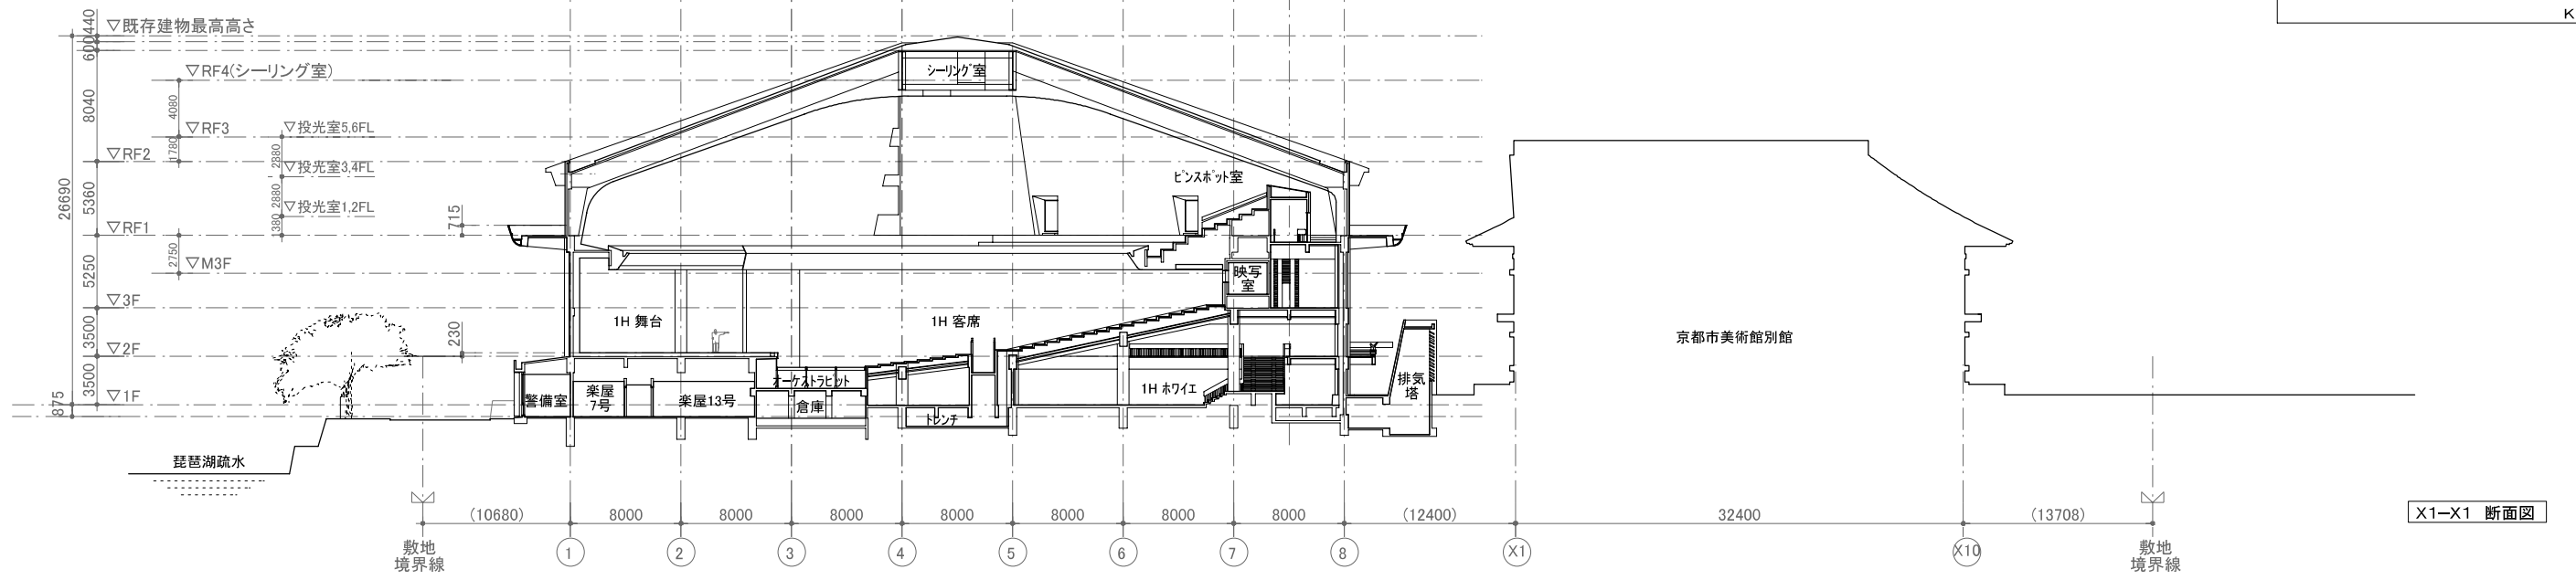 K
440
600
8040
5360
5250
3500
3500
875
26690
▽既存建物最高高さ
▽RF4(シーリング室)
4080
▽RF3
1780
▽RF2
▽RF1
2750
▽M3F
▽3F
▽2F
▽1F
▽投光室5,6FL
2880
▽投光室3,4FL
2880
▽投光室1,2FL
1380
715
230
シーリング室
ピンスポット室
映写
室
1H 舞台
1H 客席
オーケストラピット
1H ホワイエ
警備室
楽屋
7号
楽屋13号
倉庫
トレンチ
排気
塔
京都市美術館別館
琵琶湖疏水
(10680)
8000
8000
8000
8000
8000
8000
8000
(12400)
32400
(13708)
敷地
境界線
1
2
3
4
5
6
7
8
X1
X10
敷地
境界線
X1-X1 断面図